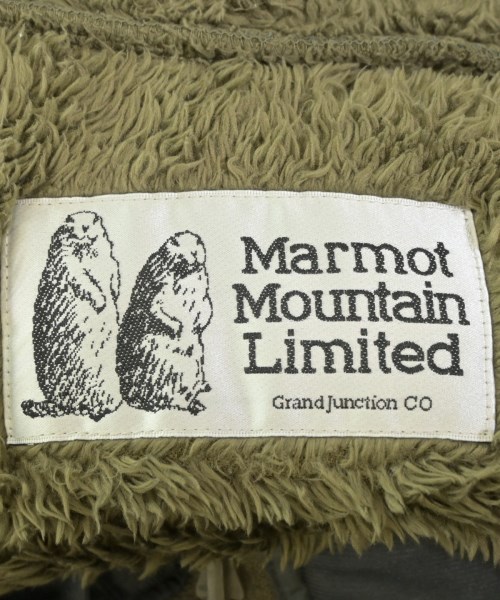 Marmot
Mountain
Limited
Grand Junction CO